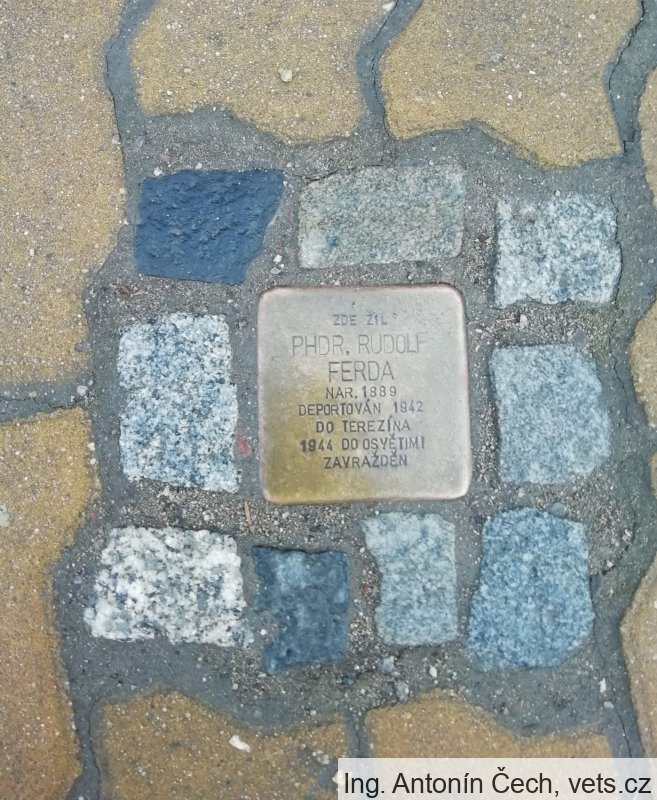 ZDE ŽIL
PHDR. RUDOLF
FERDA
NAR. 1889
DEPORTOVÁN 1942
DO TEREZÍNA
1944 DO OSVĚTIMI
ZAVRAŽDĚN
Ing. Antonín Čech, vets.cz